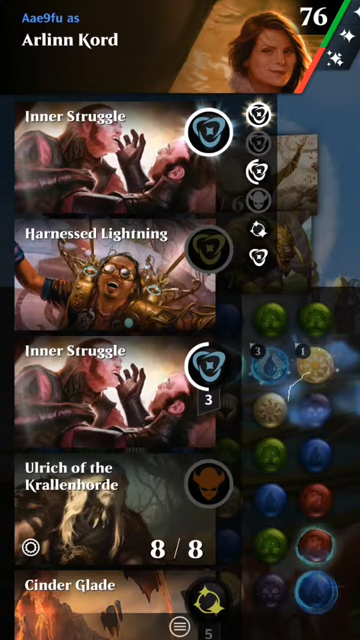 Aae9fu as
Arlinn Kord
76
Inner Struggle
Harnessed Lightning
Inner Struggle
3
Ulrich of the
Krallenhorde
8 / 8
Cinder Glade
5
3
1